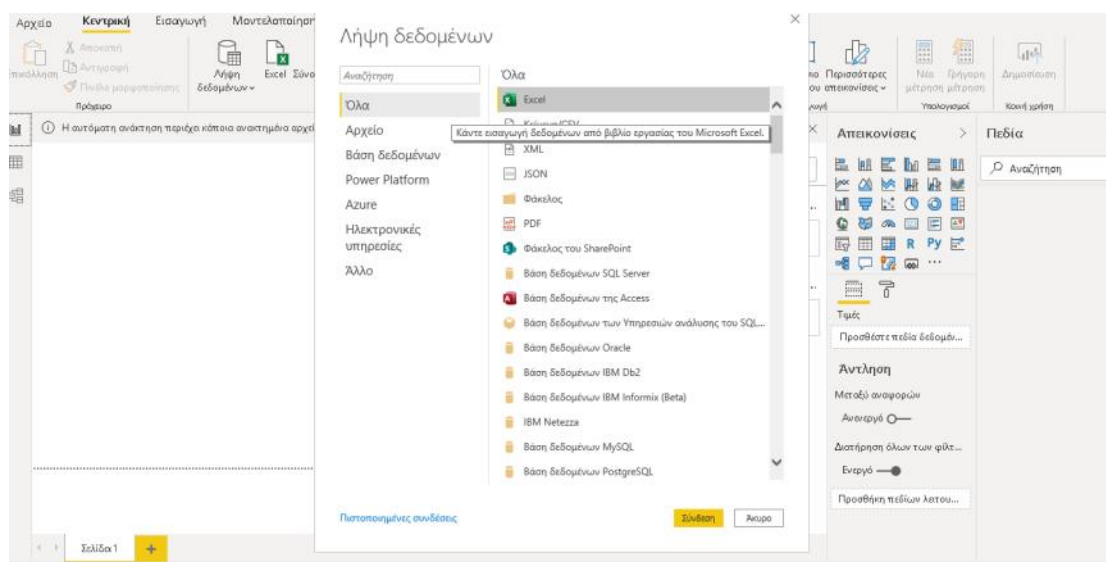 Αρχείο Κεντρική Εισαγωγή Μοντελοποίησ
Αποκοπή
Αντιγραφή
Πινέλο μορφοποίησης
Πρόχειρο
Λήψη
δεδομένων
Excel
Σύνο
Περισσότερες
απεικονίσεις
Νέα
μέτρηση
Γρήγορη
μέτρηση
Υπολογισμοί
Δημοσίευση
Κοινή χρήση
Η αυτόματη ανάκτηση περιέχει κάποια ανακτημένα αρχεί
Λήψη δεδομένων
Αναζήτηση
Όλα
Αρχείο
Βάση δεδομένων
Power Platform
Azure
Ηλεκτρονικές
υπηρεσίες
Άλλο
Όλα
Excel
Κάντε εισαγωγή δεδομένων από βιβλίο εργασίας του Microsoft Excel.
XML
JSON
Φάκελος
PDF
Φάκελος του SharePoint
Βάση δεδομένων SQL Server
Βάση δεδομένων της Access
Βάση δεδομένων των Υπηρεσιών ανάλυσης του SQL...
Βάση δεδομένων Oracle
Βάση δεδομένων IBM Db2
Βάση δεδομένων IBM Informix (Beta)
IBM Netezza
Βάση δεδομένων MySQL
Βάση δεδομένων PostgreSQL
Πιστοποιημένες συνδέσεις
Σύνδεση
Άκυρο
Απεικονίσεις
R Py
Τιμές
Προσθέστε πεδία δεδομέν...
Άντληση
Μεταξύ αναφορών
Ανενεργό
Διατήρηση όλων των φίλτ...
Ενεργό
Προσθήκη πεδίων λειτου...
Πεδία
Αναζήτηση
Σελίδα 1